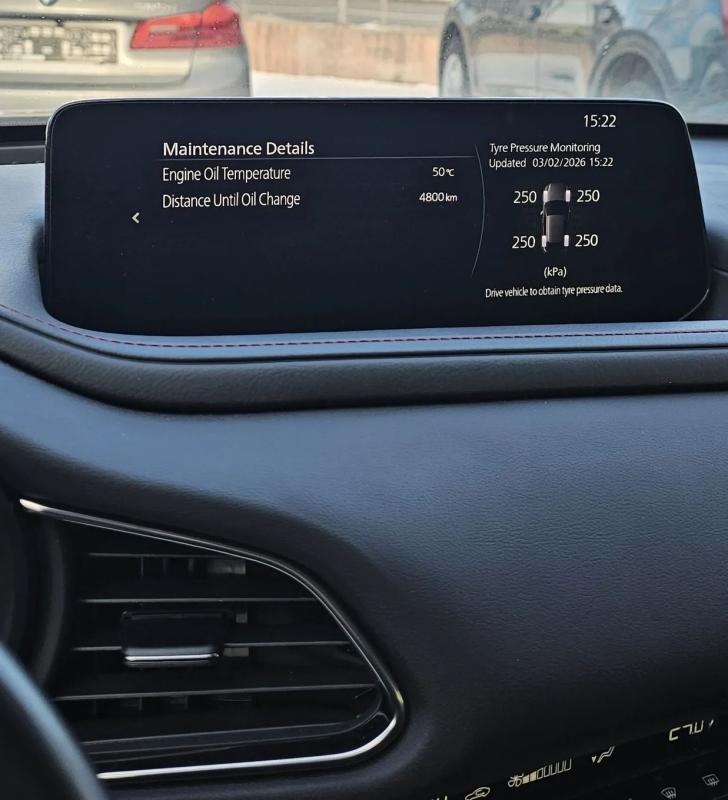 15:22
Maintenance Details
Engine Oil Temperature 50℃
Distance Until Oil Change 4800 km
Tyre Pressure Monitoring
Updated 03/02/2026 15:22
250 250
250 250
(kPa)
Drive vehicle to obtain tyre pressure data.